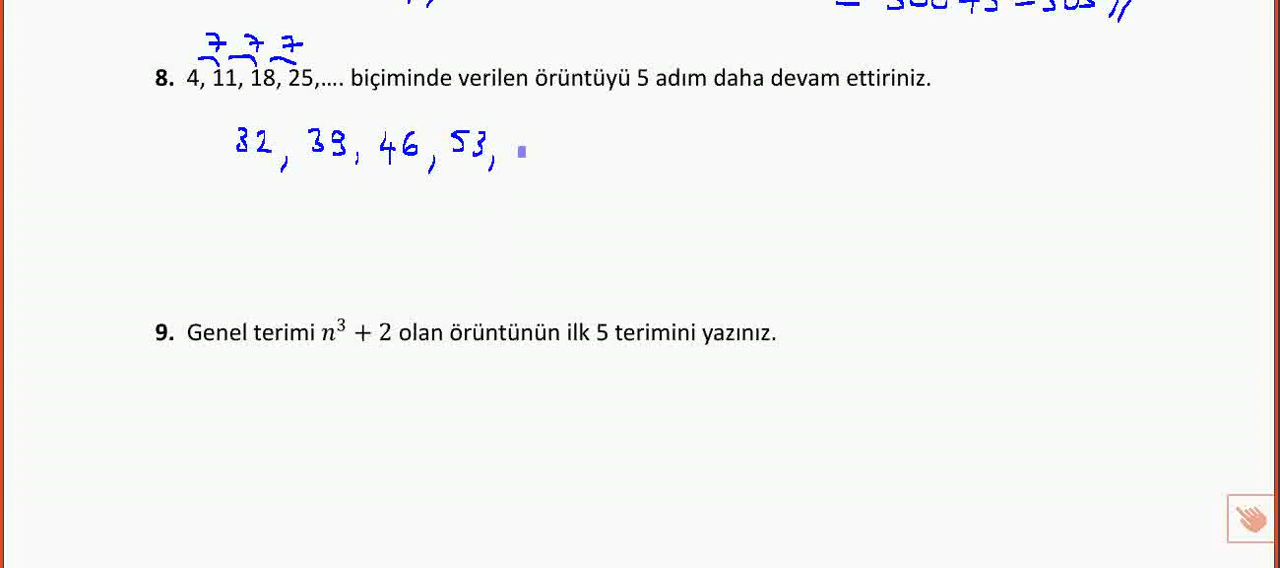 7 7 7
8. 4, 11, 18, 25,.... biçiminde verilen örüntüyü 5 adım daha devam ettiriniz.
32, 39, 46, 53,
9. Genel terimi n³ + 2 olan örüntünün ilk 5 terimini yazınız.